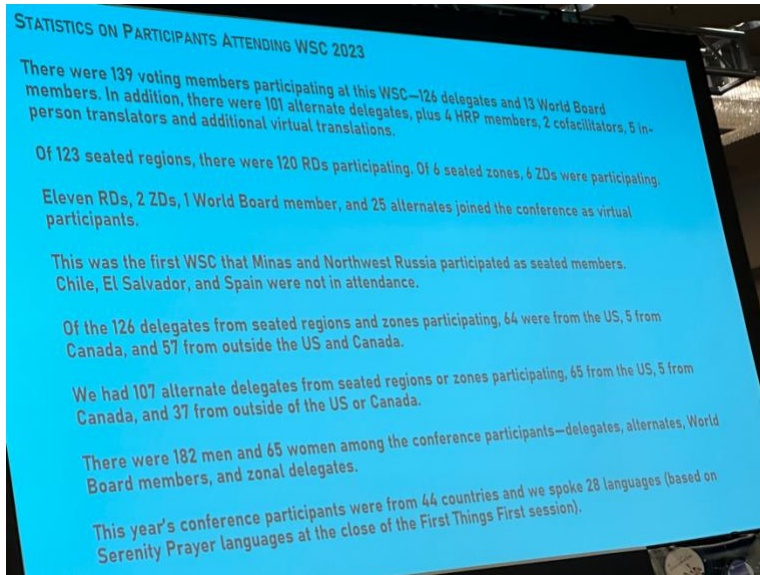 STATISTICS ON PARTICIPANTS ATTENDING WSC 2023
There were 139 voting members participating at this WSC—126 delegates and 13 World Board
members. In addition, there were 101 alternate delegates, plus 4 HRP members, 2 cofacilitators, 5 in-
person translators and additional virtual translations.
Of 123 seated regions, there were 120 RDs participating. Of 6 seated zones, 6 ZDs were participating.
Eleven RDs, 2 ZDs, 1 World Board member, and 25 alternates joined the conference as virtual
participants.
This was the first WSC that Minas and Northwest Russia participated as seated members.
Chile, El Salvador, and Spain were not in attendance.
Of the 126 delegates from seated regions and zones participating, 64 were from the US, 5 from
Canada, and 57 from outside the US and Canada.
We had 107 alternate delegates from seated regions or zones participating, 65 from the US, 5 from
Canada, and 37 from outside of the US or Canada.
There were 182 men and 65 women among the conference participants—delegates, alternates, World
Board members, and zonal delegates.
This year's conference participants were from 44 countries and we spoke 28 languages (based on
Serenity Prayer languages at the close of the First Things First session).